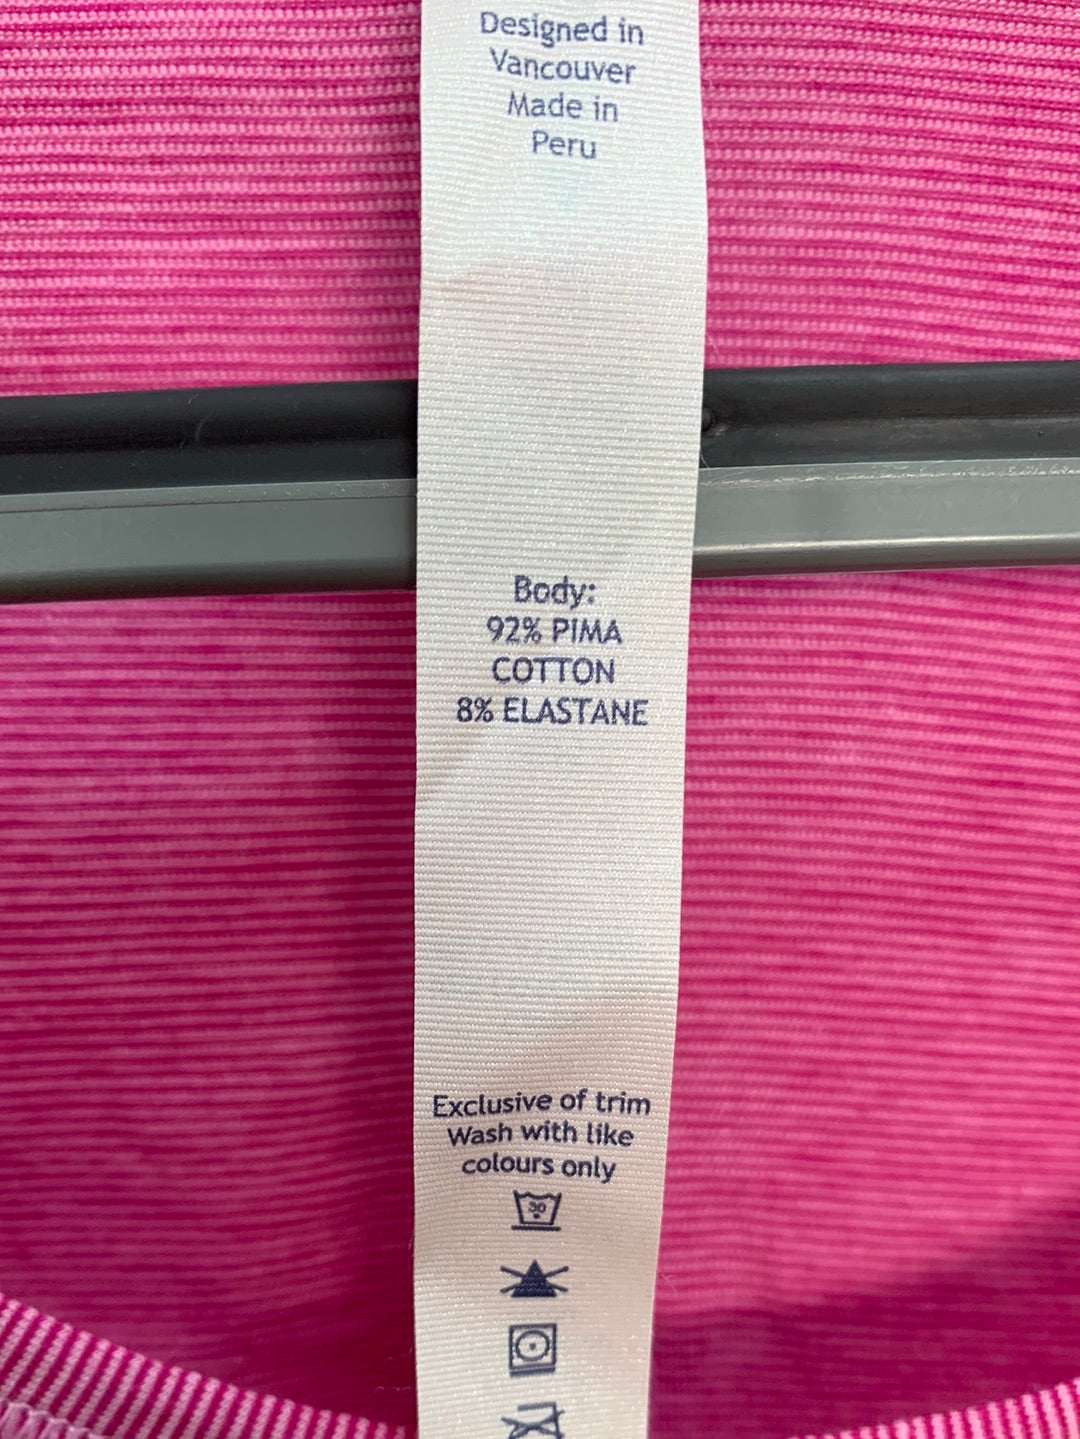 Designed in
Vancouver
Made in
Peru
Body:
92% PIMA
COTTON
8% ELASTANE
Exclusive of trim
Wash with like
colours only
30